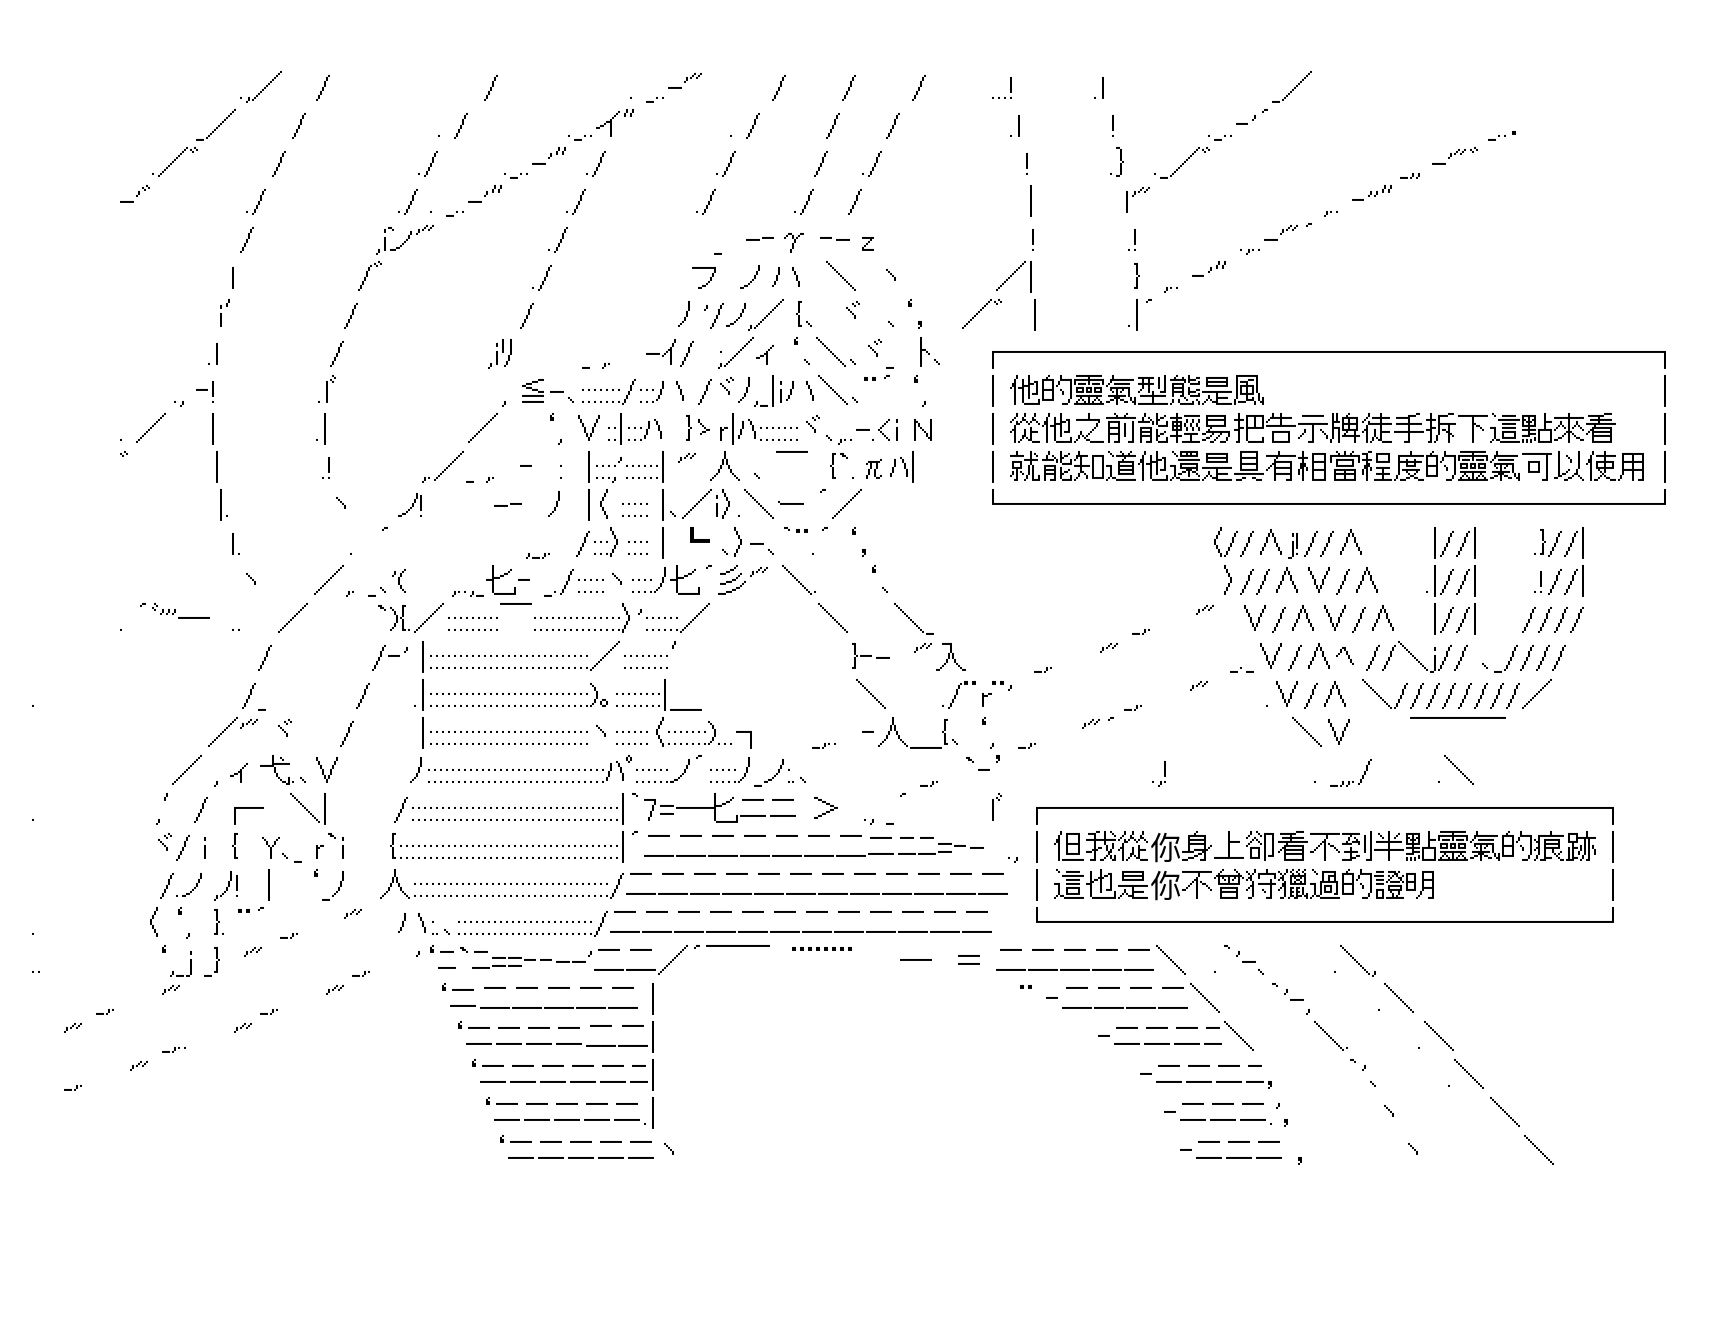 他的靈氣型態是風
從他之前能輕易把告示牌徒手拆下這點來看
就能知道他還是具有相當程度的靈氣可以使用
但我從你身上卻看不到半點靈氣的痕跡
這也是你不曾狩獵過的證明